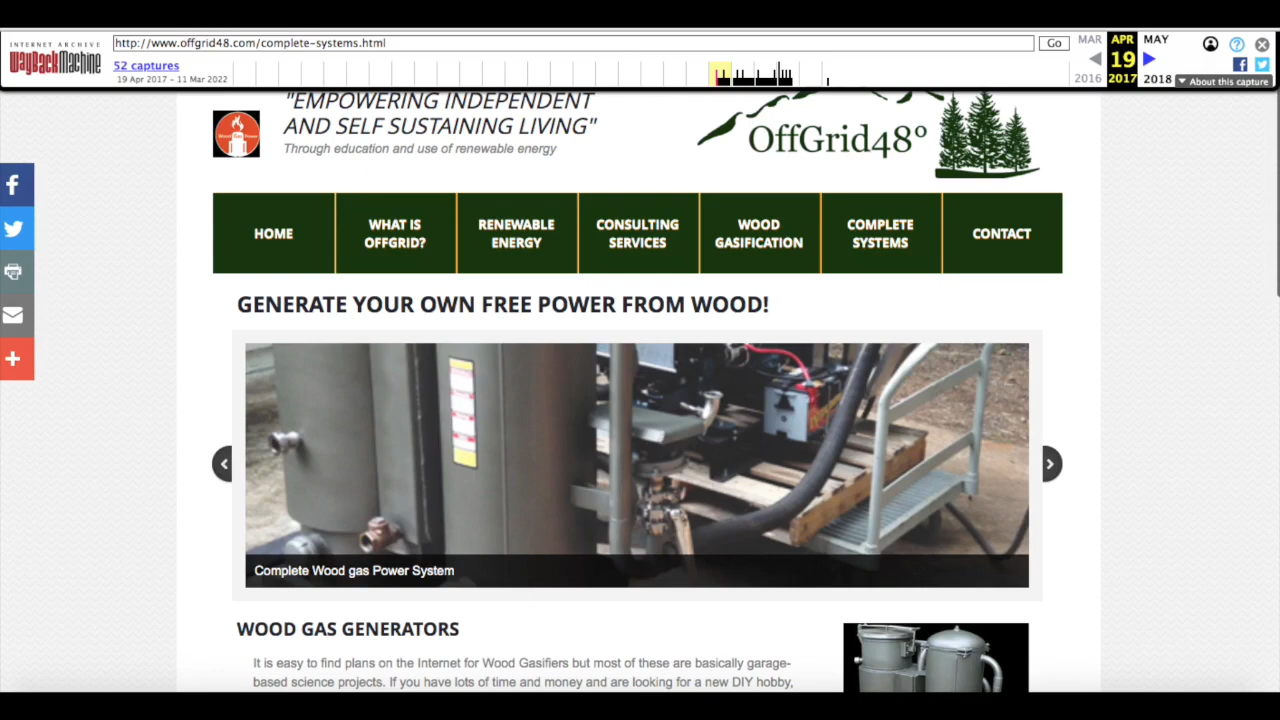 INTERNET ARCHIVE
WayBackMachine
http://www.offgrid48.com/complete-systems.html
Go
MAR
APR
MAY
52 captures
19
19 Apr 2017 – 11 Mar 2022
2016
2017
2018
About this capture
"EMPOWERING INDEPENDENT
AND SELF SUSTAINING LIVING"
Through education and use of renewable energy
Wood Gas Power
OffGrid48°
HOME
WHAT IS
OFFGRID?
RENEWABLE
ENERGY
CONSULTING
SERVICES
WOOD
GASIFICATION
COMPLETE
SYSTEMS
CONTACT
GENERATE YOUR OWN FREE POWER FROM WOOD!
Complete Wood gas Power System
WOOD GAS GENERATORS
It is easy to find plans on the Internet for Wood Gasifiers but most of these are basically garage-
based science projects. If you have lots of time and money and are looking for a new DIY hobby,